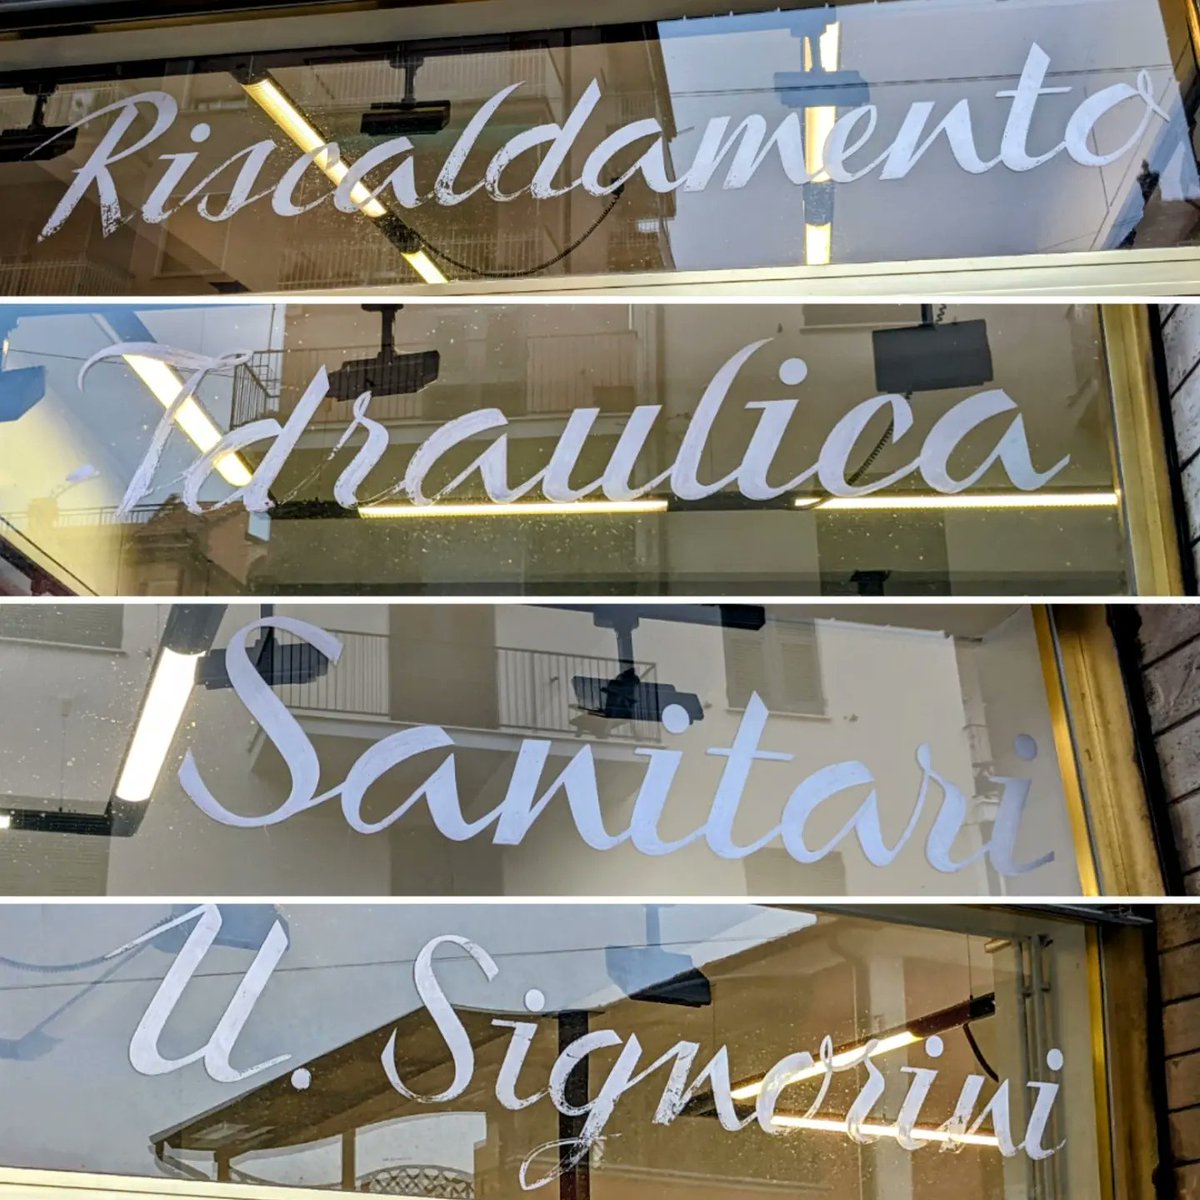 Riscaldamento
Idraulica
Sanitari
U. Signorini